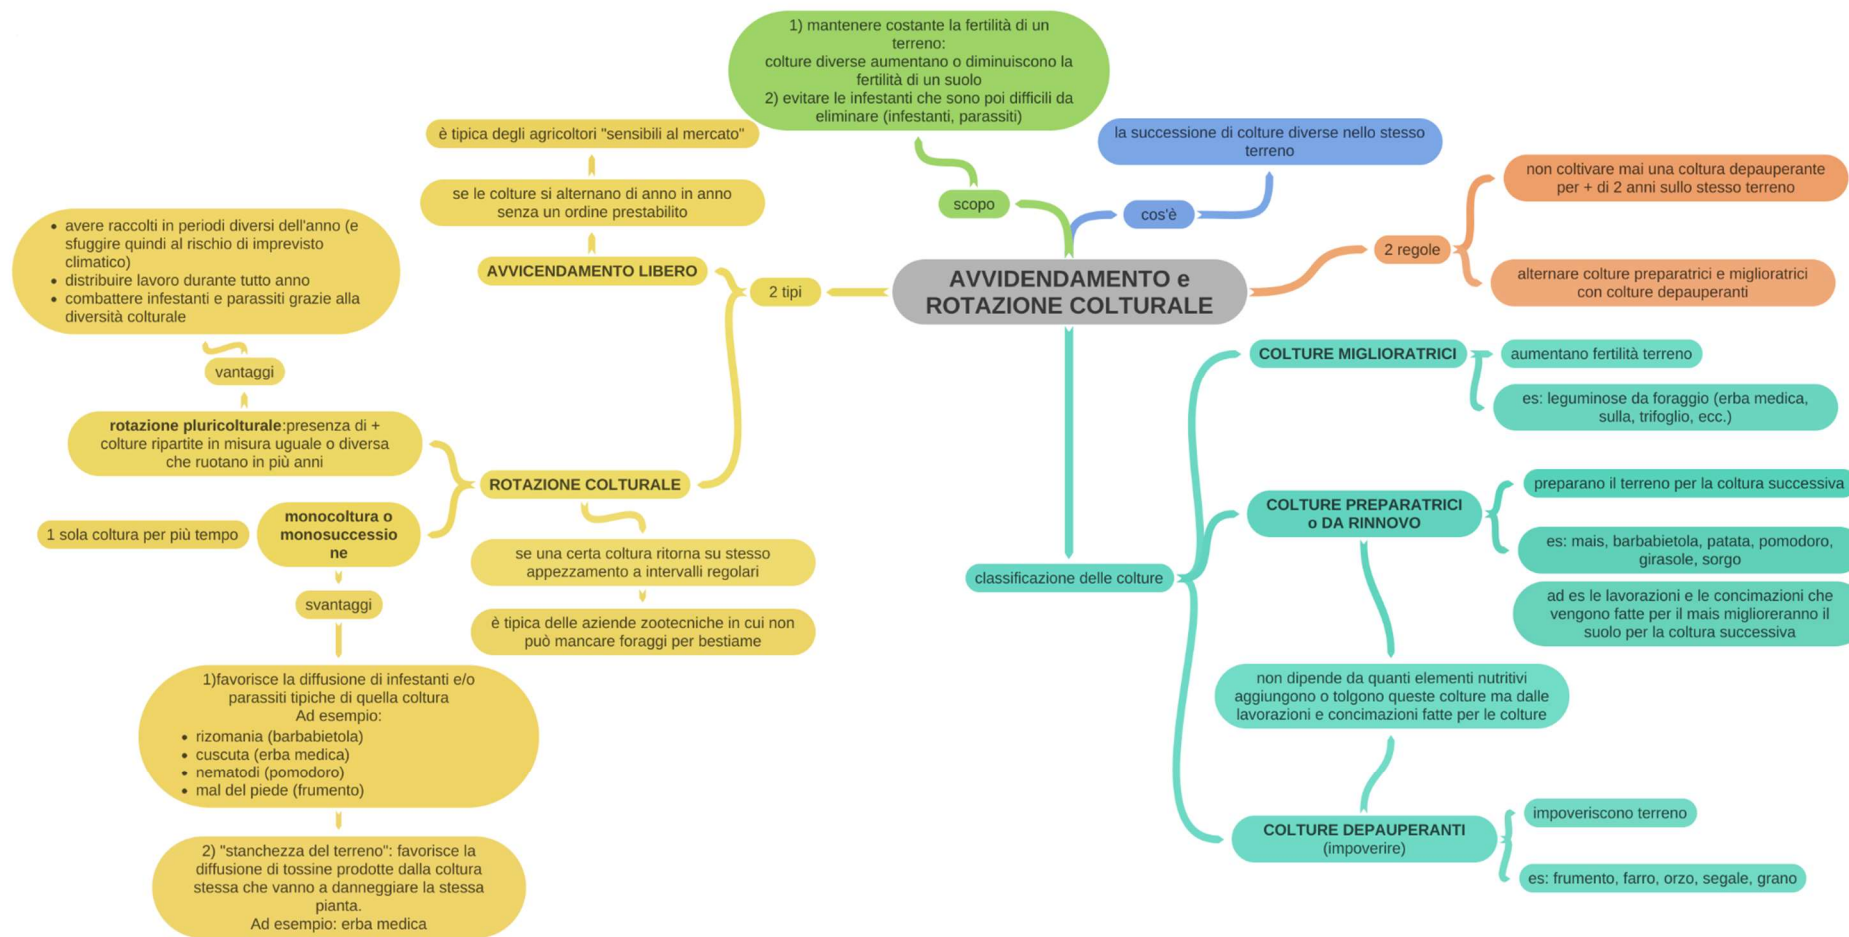 1) mantenere costante la fertilità di un
terreno:
colture diverse aumentano o diminuiscono la
fertilità di un suolo
2) evitare le infestanti che sono poi difficili da
eliminare (infestanti, parassiti)
scopo
la successione di colture diverse nello stesso
terreno
cos'è
AVVIDENDAMENTO e
ROTAZIONE COLTURALE
2 regole
non coltivare mai una coltura depauperante
per + di 2 anni sullo stesso terreno
alternare colture preparatrici e miglioratrici
con colture depauperanti
2 tipi
AVVICENDAMENTO LIBERO
se le colture si alternano di anno in anno
senza un ordine prestabilito
è tipica degli agricoltori "sensibili al mercato"
ROTAZIONE COLTURALE
se una certa coltura ritorna su stesso
appezzamento a intervalli regolari
è tipica delle aziende zootecniche in cui non
può mancare foraggi per bestiame
rotazione pluricolturale:presenza di +
colture ripartite in misura uguale o diversa
che ruotano in più anni
vantaggi
• avere raccolti in periodi diversi dell'anno (e
sfuggire quindi al rischio di imprevisto
climatico)
• distribuire lavoro durante tutto anno
• combattere infestanti e parassiti grazie alla
diversità colturale
monocoltura o
monosuccessio
ne
1 sola coltura per più tempo
svantaggi
1)favorisce la diffusione di infestanti e/o
parassiti tipiche di quella coltura
Ad esempio:
• rizomania (barbabietola)
• cuscuta (erba medica)
• nematodi (pomodoro)
• mal del piede (frumento)
2) "stanchezza del terreno": favorisce la
diffusione di tossine prodotte dalla coltura
stessa che vanno a danneggiare la stessa
pianta.
Ad esempio: erba medica
classificazione delle colture
COLTURE MIGLIORATRICI
aumentano fertilità terreno
es: leguminose da foraggio (erba medica,
sulla, trifoglio, ecc.)
COLTURE PREPARATRICI
o DA RINNOVO
preparano il terreno per la coltura successiva
es: mais, barbabietola, patata, pomodoro,
girasole, sorgo
ad es le lavorazioni e le concimazioni che
vengono fatte per il mais miglioreranno il
suolo per la coltura successiva
non dipende da quanti elementi nutritivi
aggiungono o tolgono queste colture ma dalle
lavorazioni e concimazioni fatte per le colture
COLTURE DEPAUPERANTI
(impoverire)
impoveriscono terreno
es: frumento, farro, orzo, segale, grano